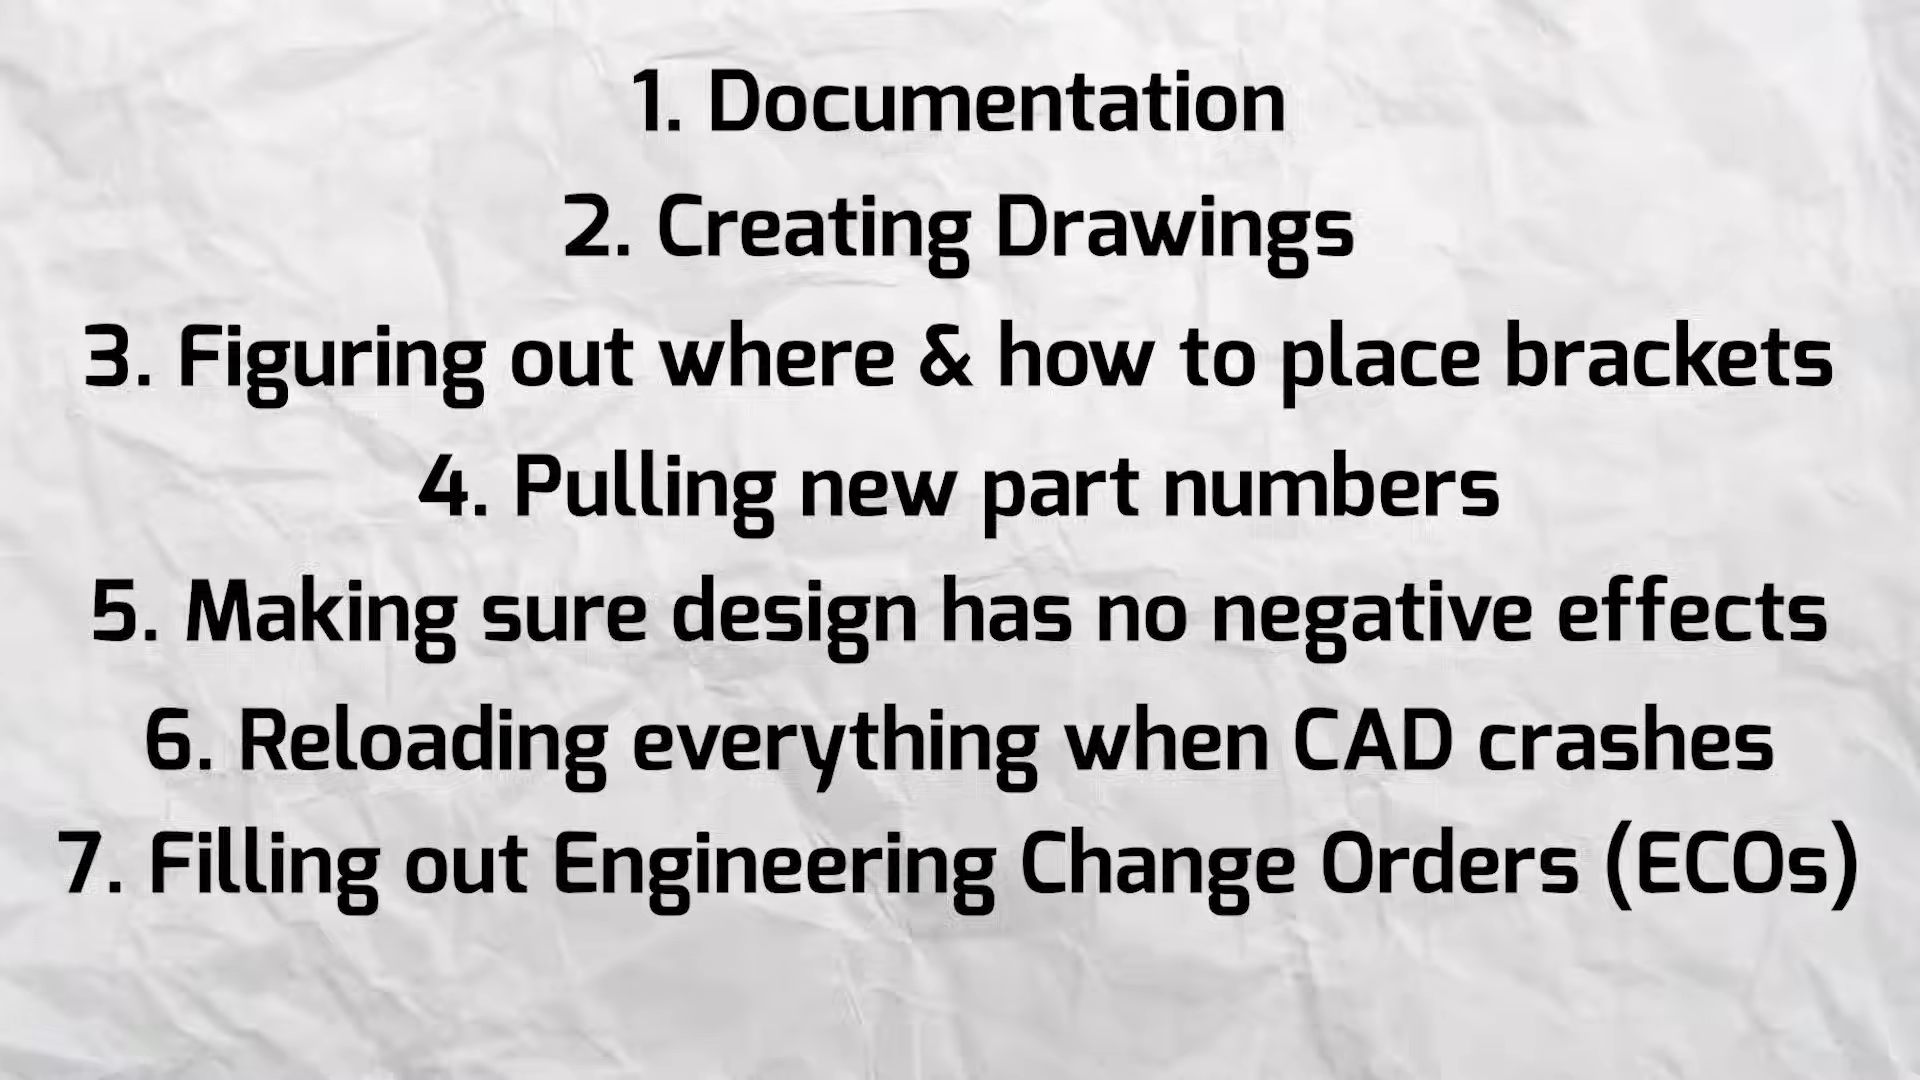 1. Documentation
2. Creating Drawings
3. Figuring out where & how to place brackets
4. Pulling new part numbers
5. Making sure design has no negative effects
6. Reloading everything when CAD crashes
7. Filling out Engineering Change Orders (ECOs)